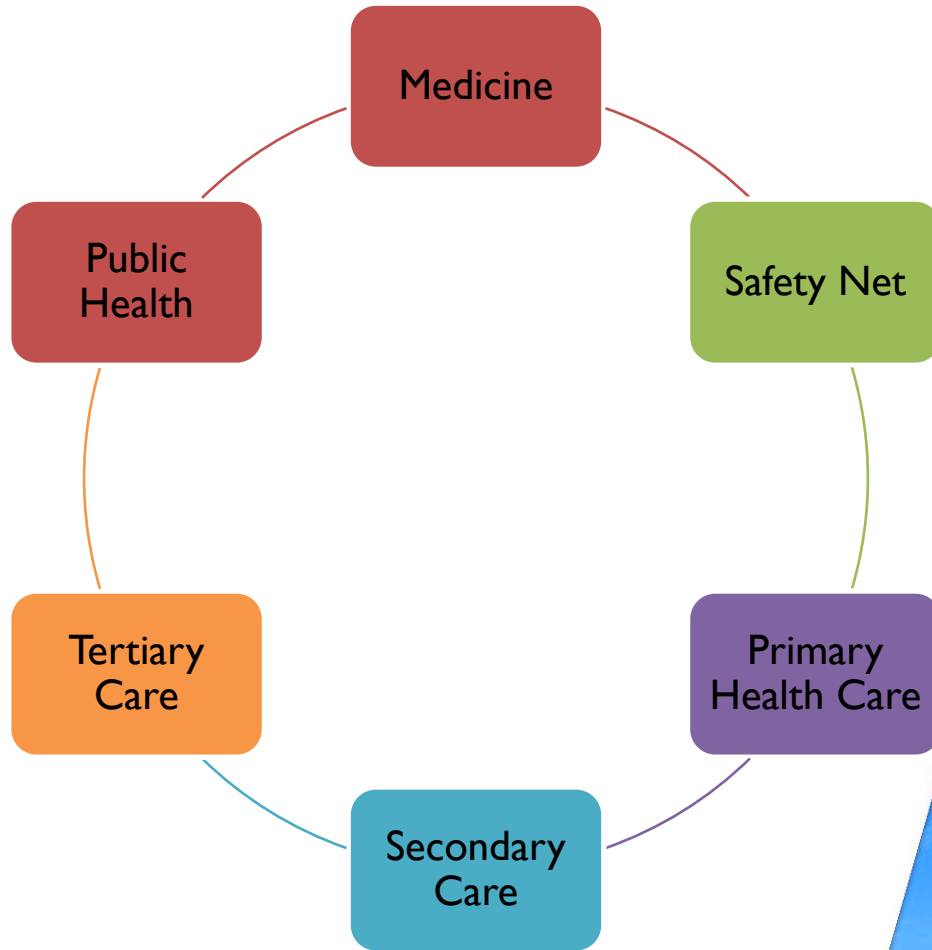 Medicine
Safety Net
Primary
Health Care
Secondary
Care
Tertiary
Care
Public
Health